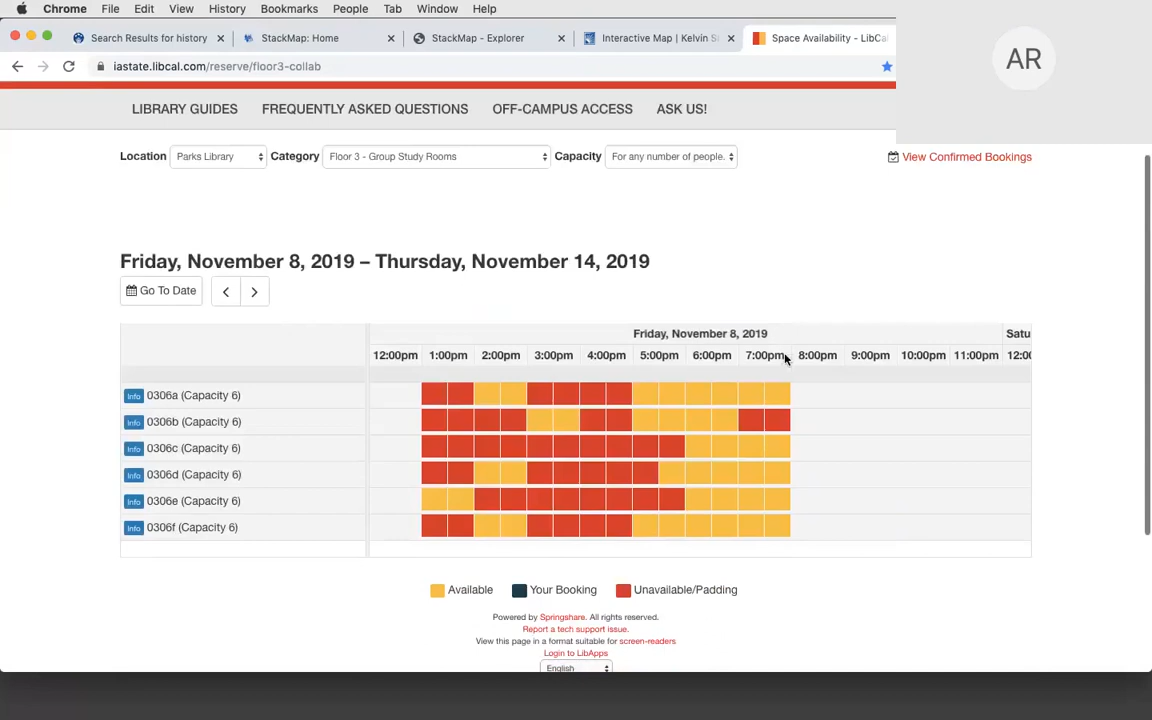 Chrome File Edit View History Bookmarks People Tab Window Help
Search Results for history × StackMap: Home × StackMap - Explorer × Interactive Map | Kelvin S × Space Availability - LibCal
iastate.libcal.com/reserve/floor3-collab
AR
LIBRARY GUIDES FREQUENTLY ASKED QUESTIONS OFF-CAMPUS ACCESS ASK US!
Location Parks Library Category Floor 3 - Group Study Rooms Capacity For any number of people. View Confirmed Bookings
Friday, November 8, 2019 – Thursday, November 14, 2019
Go To Date
Friday, November 8, 2019 Satu
12:00pm 1:00pm 2:00pm 3:00pm 4:00pm 5:00pm 6:00pm 7:00pm 8:00pm 9:00pm 10:00pm 11:00pm 12:00
Info 0306a (Capacity 6)
Info 0306b (Capacity 6)
Info 0306c (Capacity 6)
Info 0306d (Capacity 6)
Info 0306e (Capacity 6)
Info 0306f (Capacity 6)
Available Your Booking Unavailable/Padding
Powered by Springshare. All rights reserved.
Report a tech support issue.
View this page in a format suitable for screen-readers
Login to LibApps
English